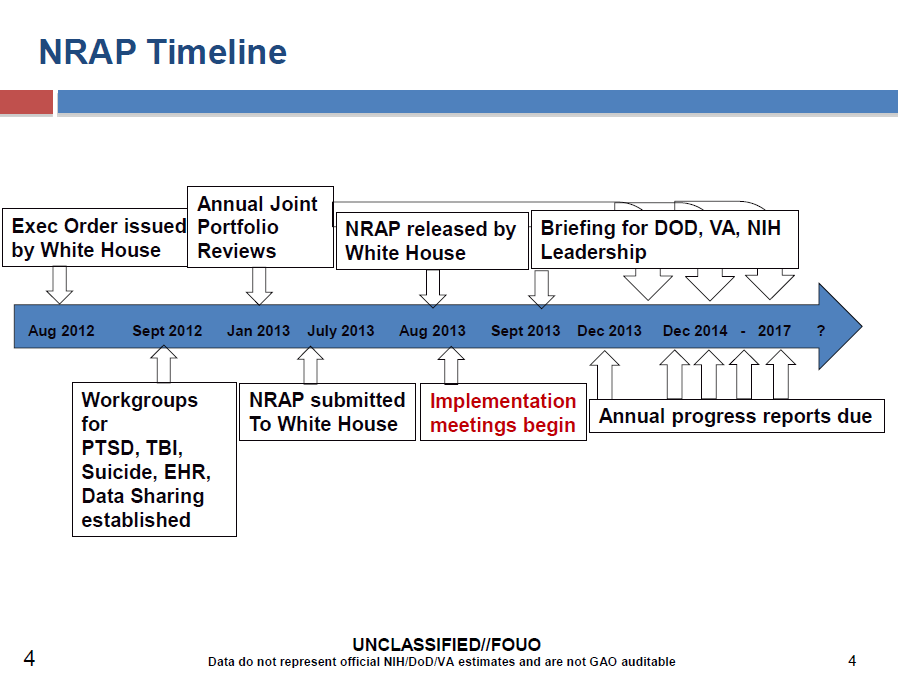 NRAP Timeline
Exec Order issued
by White House
Annual Joint
Portfolio
Reviews
NRAP released by
White House
Briefing for DOD, VA, NIH
Leadership
Aug 2012 Sept 2012 Jan 2013 July 2013 Aug 2013 Sept 2013 Dec 2013 Dec 2014 - 2017 ?
Workgroups
for
PTSD, TBI,
Suicide, EHR,
Data Sharing
established
NRAP submitted
To White House
Implementation
meetings begin
Annual progress reports due
4
UNCLASSIFIED//FOUO
Data do not represent official NIH/DoD/VA estimates and are not GAO auditable
4